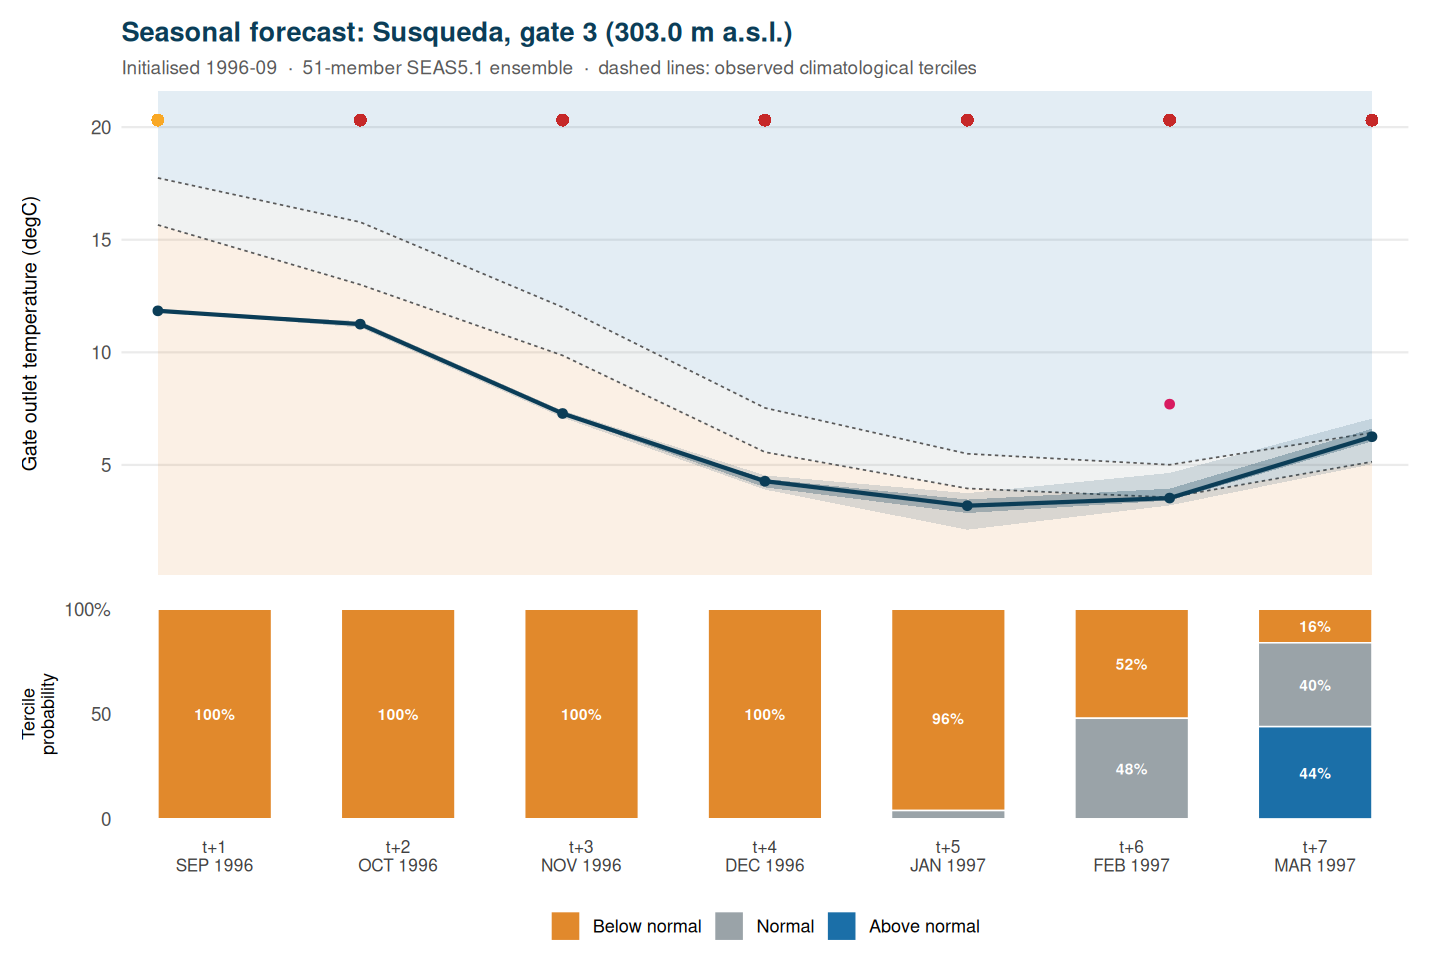 Seasonal forecast: Susqueda, gate 3 (303.0 m a.s.l.)
Initialised 1996-09 · 51-member SEAS5.1 ensemble · dashed lines: observed climatological terciles
Gate outlet temperature (degC)
20
15
10
5
Tercile
probability
100%
50
0
100%
100%
100%
100%
96%
52%
48%
16%
40%
44%
t+1
SEP 1996
t+2
OCT 1996
t+3
NOV 1996
t+4
DEC 1996
t+5
JAN 1997
t+6
FEB 1997
t+7
MAR 1997
Below normal
Normal
Above normal